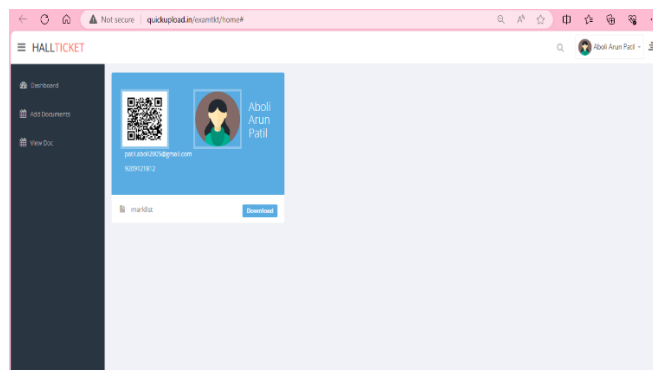 Not secure | quickupload.in/examtkt/home#
HALLTICKET
Aboli Arun Patil
Dashboard
Add Documents
View Doc
Aboli
Arun
Patil
patil.aboli2005@gmail.com
9209121812
marklist
Download